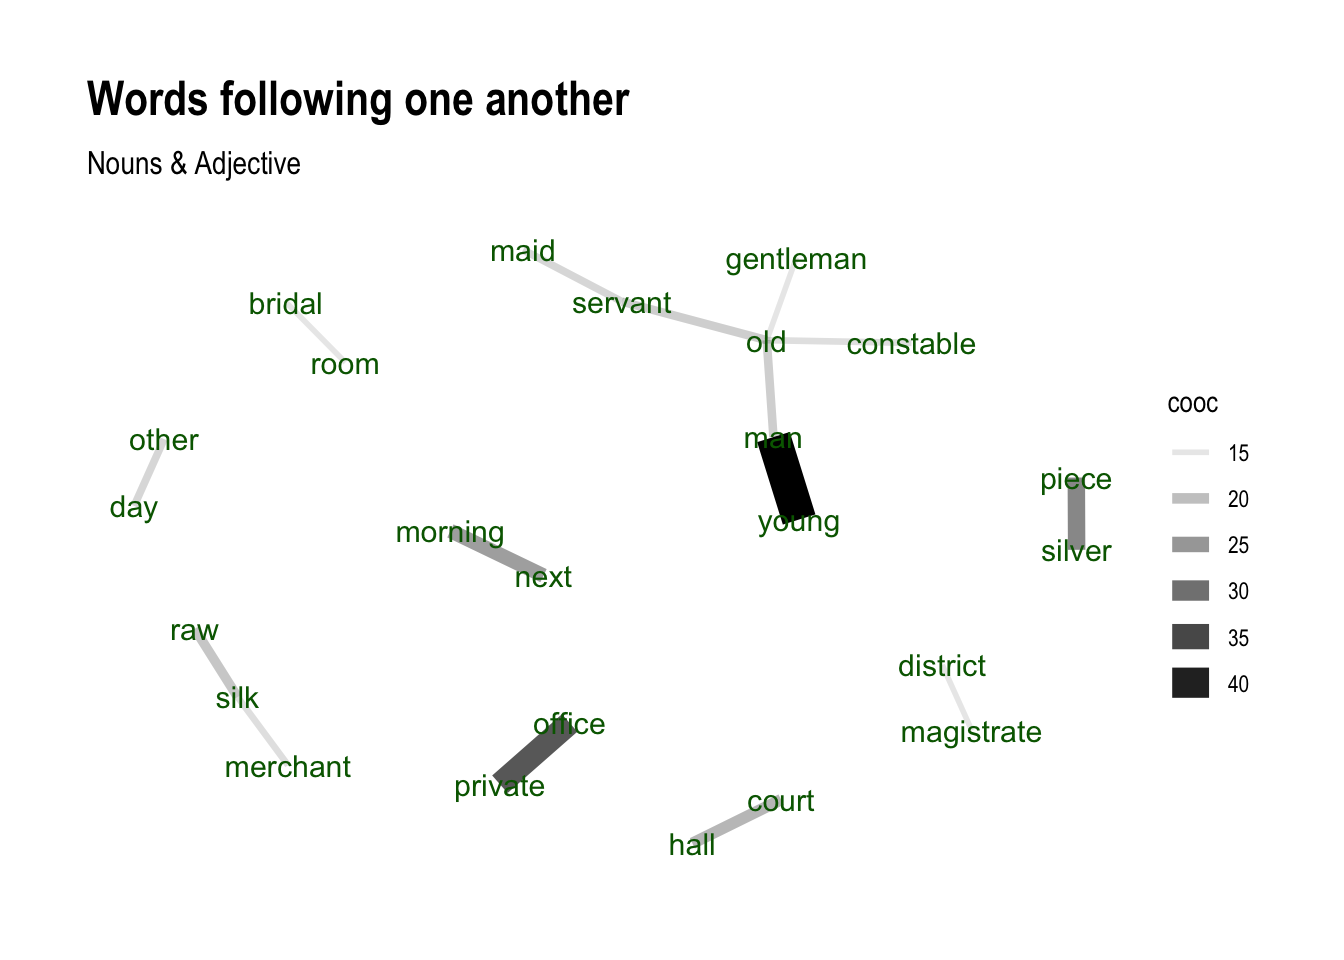 Words following one another
Nouns & Adjective
maid
gentleman
bridal
servant
old
constable
room
cooc
other
man
15
piece
20
day
morning
young
silver
25
next
30
raw
35
district
silk
40
office
magistrate
merchant
private
court
hall